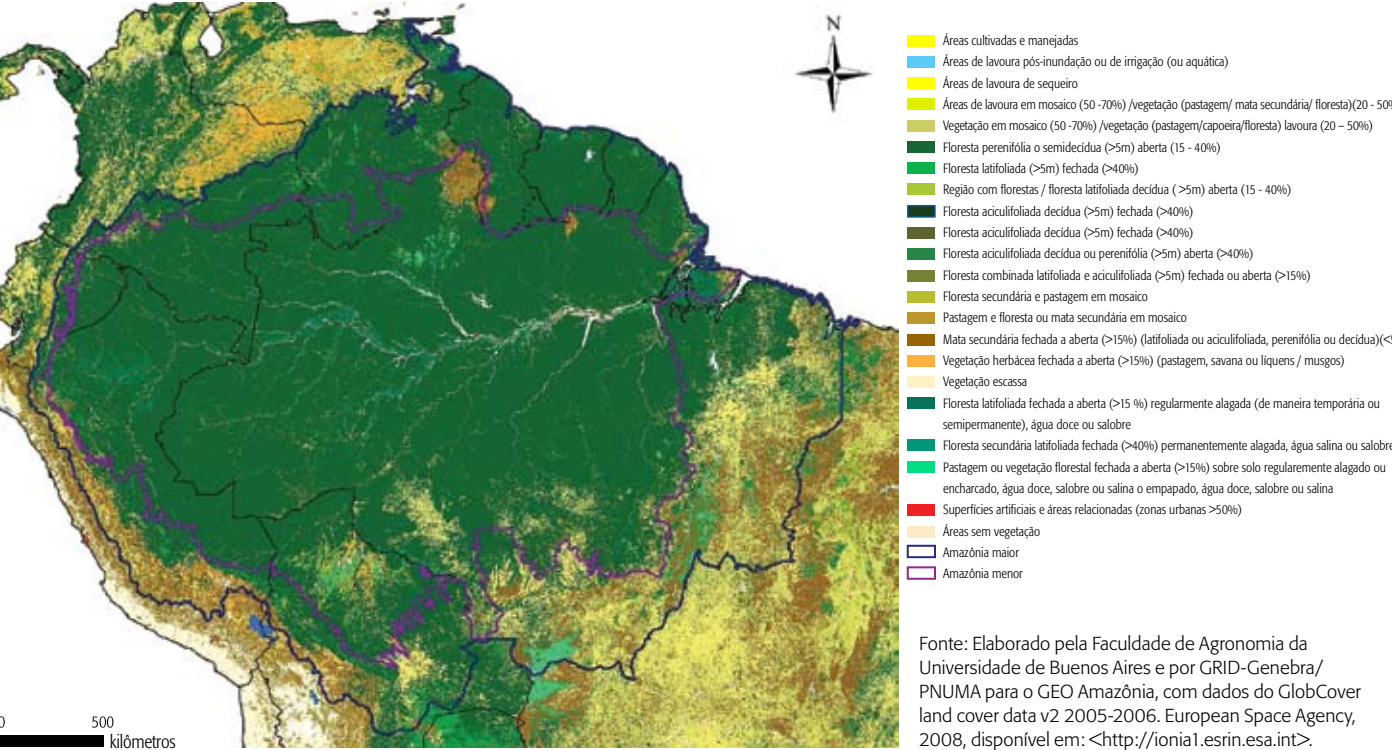 N
Áreas cultivadas e manejadas
Áreas de lavoura pós-inundação ou de irrigação (ou aquática)
Áreas de lavoura de sequeiro
Áreas de lavoura em mosaico (50 -70%) /vegetação (pastagem/ mata secundária/ floresta)(20 - 50%
Vegetação em mosaico (50 -70%) /vegetação (pastagem/capoeira/floresta) lavoura (20 – 50%)
Floresta perenifólia o semidecídua (>5m) aberta (15 - 40%)
Floresta latifoliada (>5m) fechada (>40%)
Região com florestas / floresta latifoliada decídua ( >5m) aberta (15 - 40%)
Floresta aciculifoliada decídua (>5m) fechada (>40%)
Floresta aciculifoliada decídua (>5m) fechada (>40%)
Floresta aciculifoliada decídua ou perenifólia (>5m) aberta (>40%)
Floresta combinada latifoliada e aciculifoliada (>5m) fechada ou aberta (>15%)
Floresta secundária e pastagem em mosaico
Pastagem e floresta ou mata secundária em mosaico
Mata secundária fechada a aberta (>15%) (latifoliada ou aciculifoliada, perenifólia ou decídua)(<5
Vegetação herbácea fechada a aberta (>15%) (pastagem, savana ou líquens / musgos)
Vegetação escassa
Floresta latifoliada fechada a aberta (>15 %) regularmente alagada (de maneira temporária ou
semipermanente), água doce ou salobre
Floresta secundária latifoliada fechada (>40%) permanentemente alagada, água salina ou salobre
Pastagem ou vegetação florestal fechada a aberta (>15%) sobre solo regularemente alagado ou
encharcado, água doce, salobre ou salina o empapado, água doce, salobre ou salina
Superfícies artificiais e áreas relacionadas (zonas urbanas >50%)
Áreas sem vegetação
Amazônia maior
Amazônia menor
Fonte: Elaborado pela Faculdade de Agronomia da
Universidade de Buenos Aires e por GRID-Genebra/
PNUMA para o GEO Amazônia, com dados do GlobCover
land cover data v2 2005-2006. European Space Agency,
2008, disponível em: <http://ionia1.esrin.esa.int>.
0 500
kilômetros